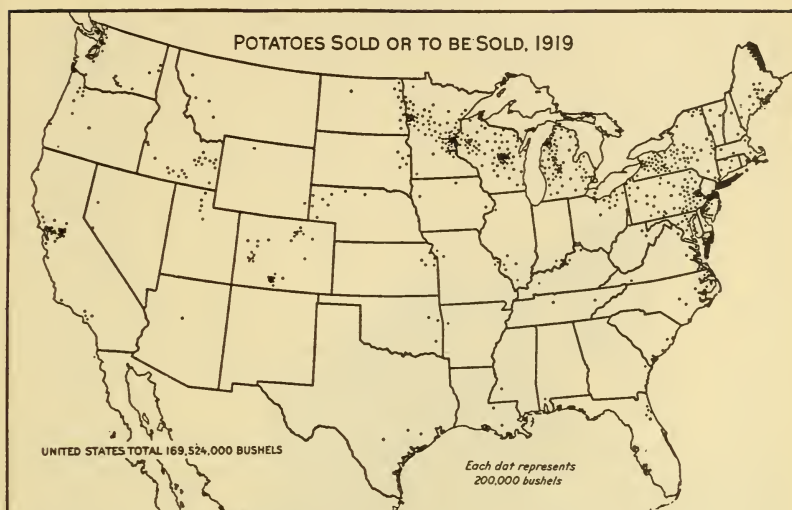 POTATOES SOLD OR TO BE SOLD, 1919
UNITED STATES TOTAL 169,524,000 BUSHELS
Each dat represents
200,000 bushels